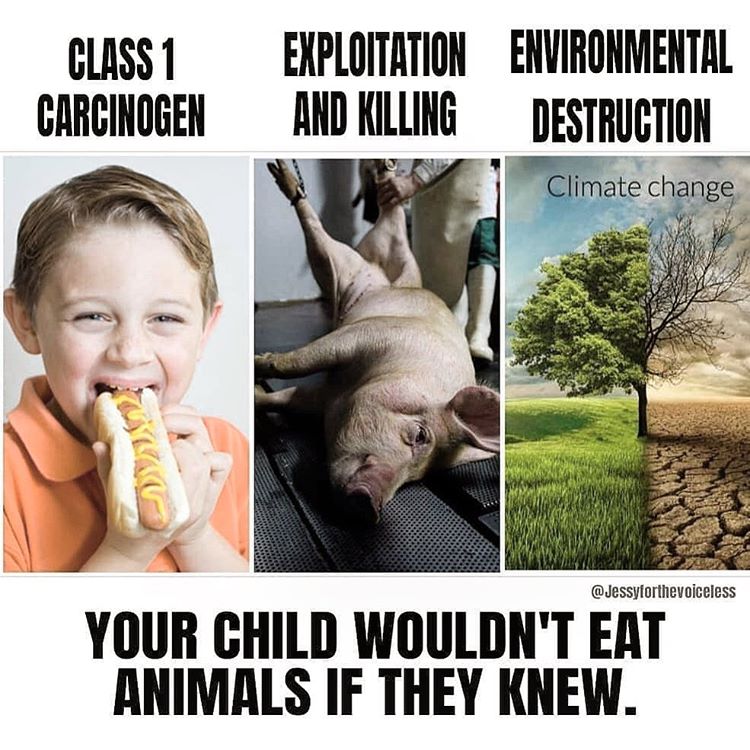 CLASS 1
CARCINOGEN
EXPLOITATION
AND KILLING
ENVIRONMENTAL
DESTRUCTION
Climate change
@Jessyforthevoiceless
YOUR CHILD WOULDN'T EAT
ANIMALS IF THEY KNEW.